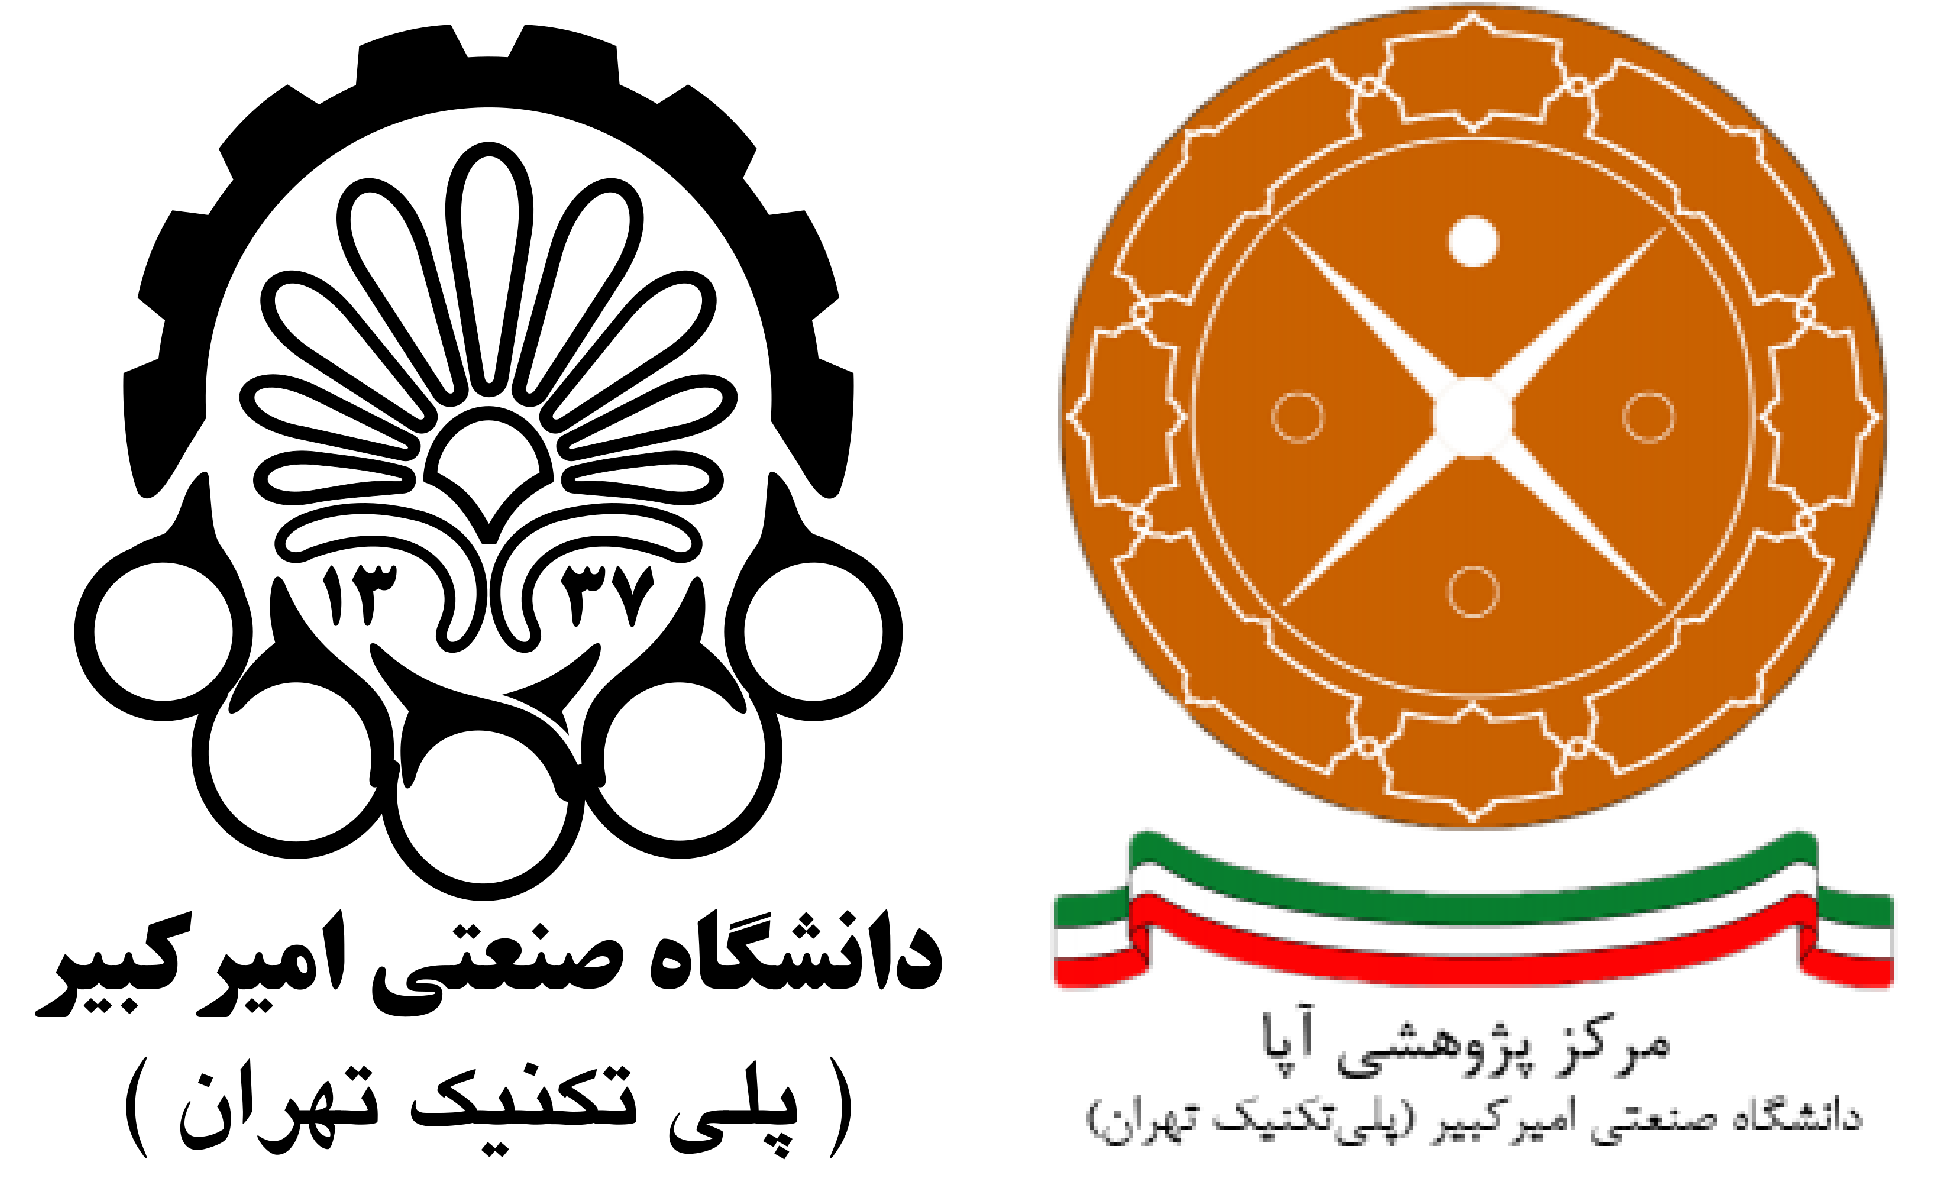 ۱۳ ۳۷
دانشگاه صنعتی امیرکبیر
( پلی تکنیک تهران )
مرکز پژوهشی آپا
دانشگاه صنعتی امیرکبیر (پلی‌تکنیک تهران)